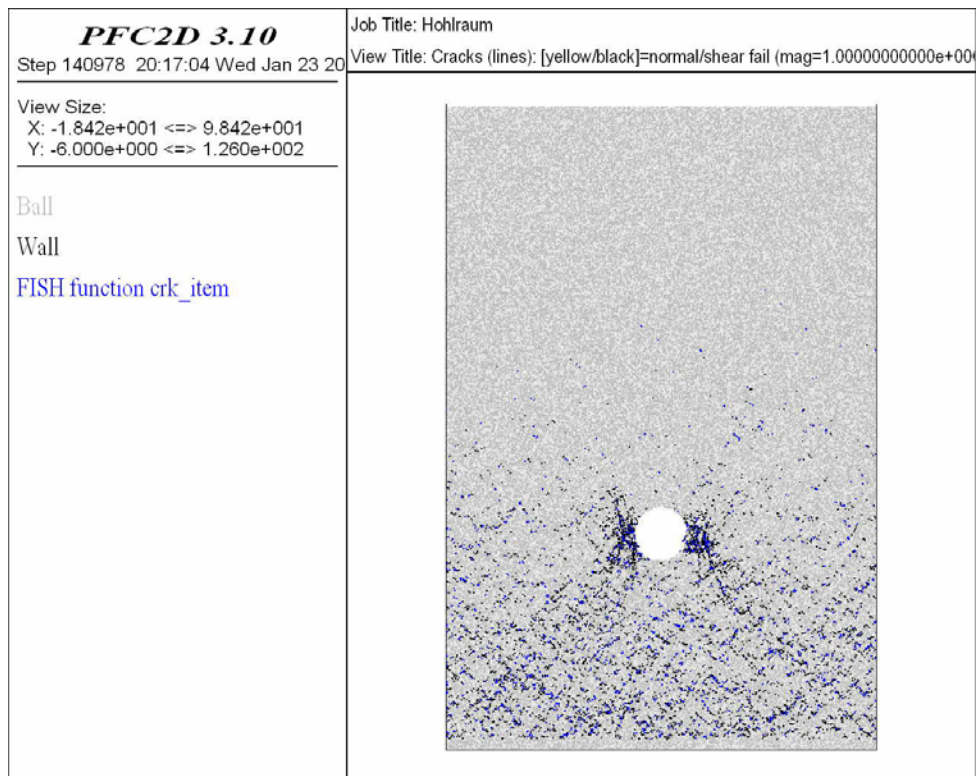 PFC2D 3.10
Step 140978 20:17:04 Wed Jan 23 20
View Size:
X: -1.842e+001 <=> 9.842e+001
Y: -6.000e+000 <=> 1.260e+002
Ball
Wall
FISH function crk_item
Job Title: Hohlraum
View Title: Cracks (lines): [yellow/black]=normal/shear fail (mag=1.00000000000e+00